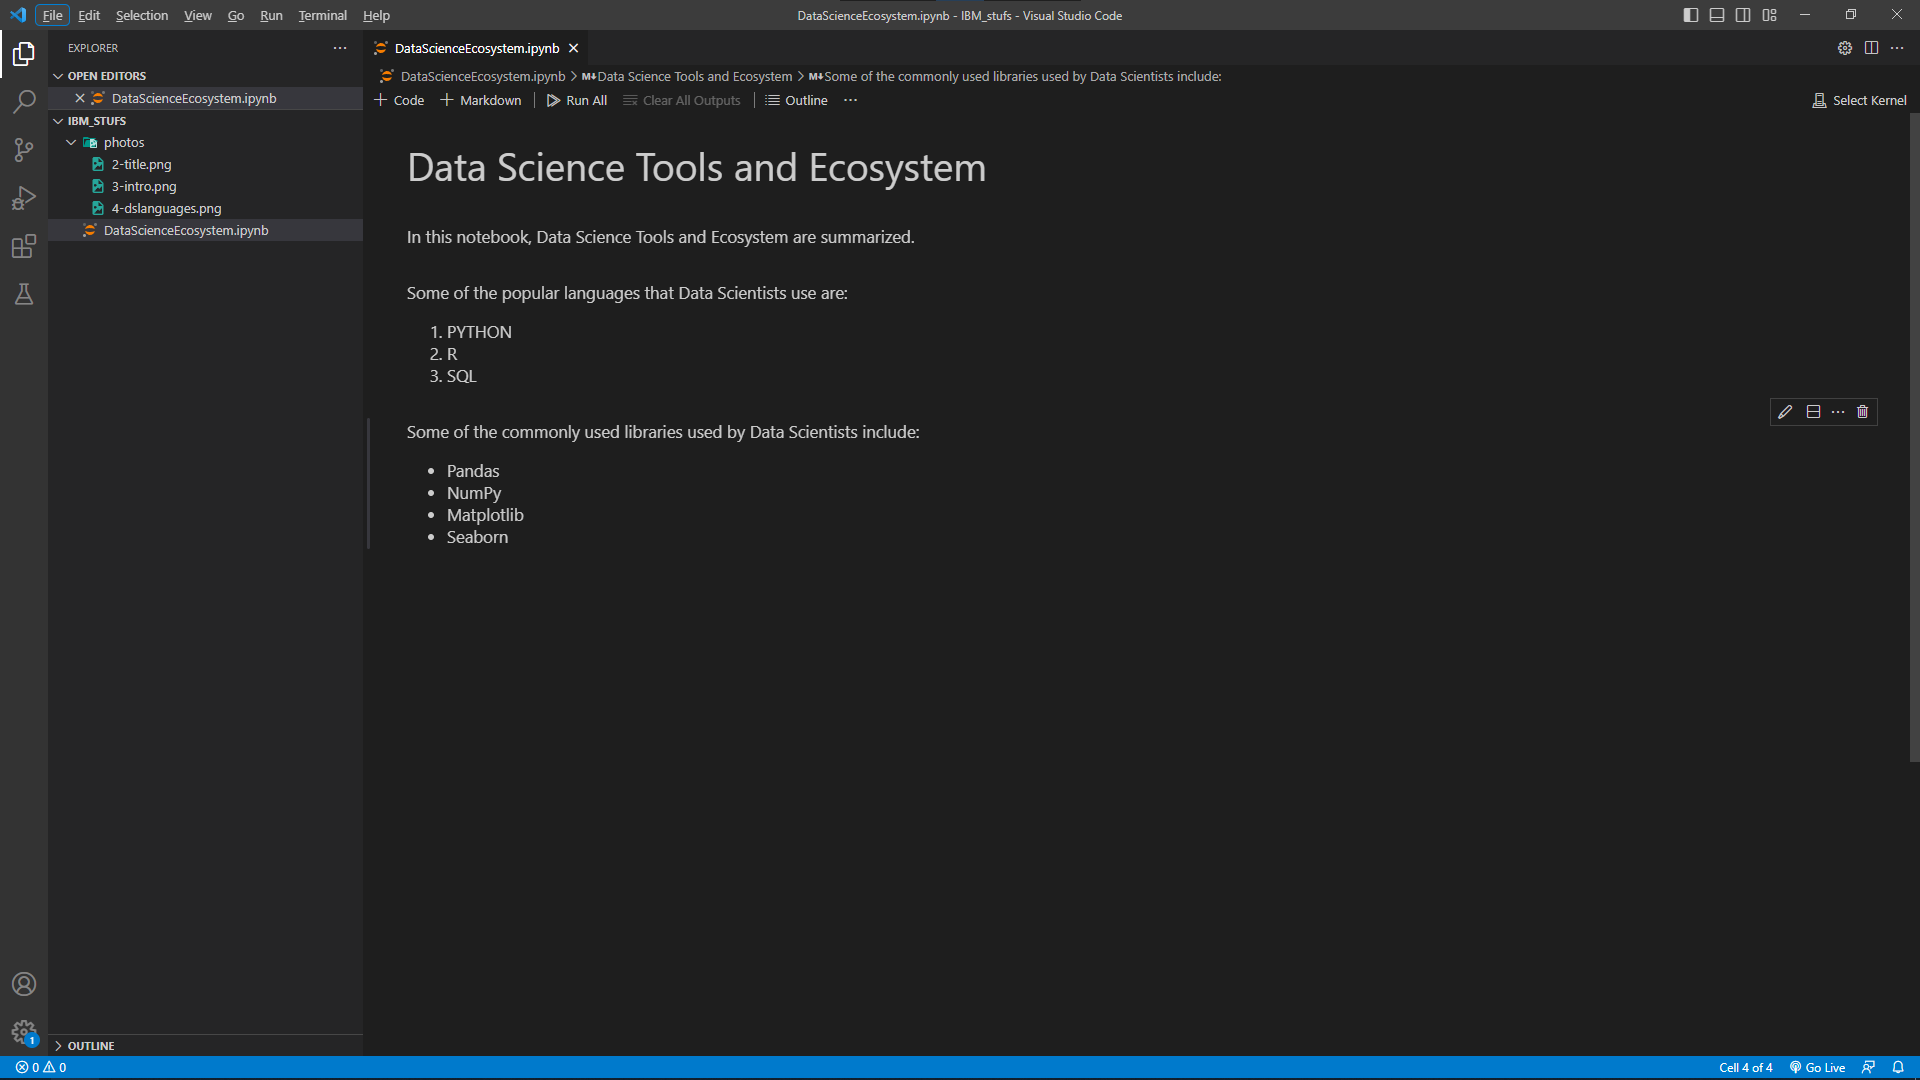 File Edit Selection View Go Run Terminal Help
DataScienceEcosystem.ipynb - IBM_stufs - Visual Studio Code
EXPLORER
OPEN EDITORS
DataScienceEcosystem.ipynb
IBM_STUFS
photos
2-title.png
3-intro.png
4-dslanguages.png
DataScienceEcosystem.ipynb
OUTLINE
DataScienceEcosystem.ipynb
DataScienceEcosystem.ipynb > M↓Data Science Tools and Ecosystem > M↓Some of the commonly used libraries used by Data Scientists include:
+ Code + Markdown | Run All Clear All Outputs | Outline ···
Select Kernel
Data Science Tools and Ecosystem
In this notebook, Data Science Tools and Ecosystem are summarized.
Some of the popular languages that Data Scientists use are:
1. PYTHON
2. R
3. SQL
Some of the commonly used libraries used by Data Scientists include:
• Pandas
• NumPy
• Matplotlib
• Seaborn
1
0 0
Cell 4 of 4 Go Live